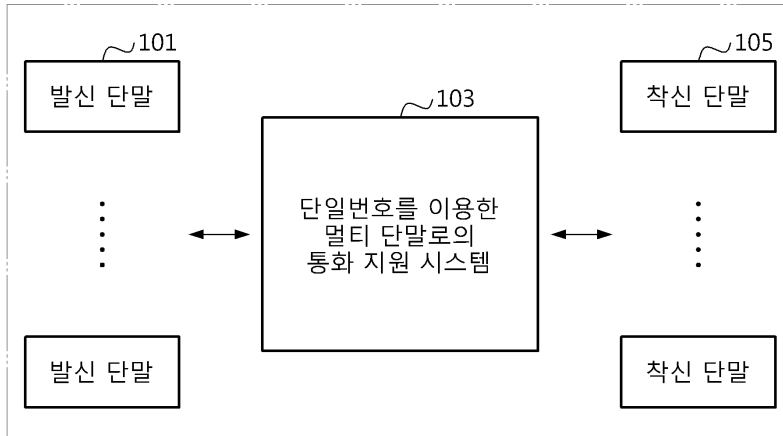 101
105
발신 단말
착신 단말
103
단일번호를 이용한
멀티 단말로의
통화 지원 시스템
발신 단말
착신 단말